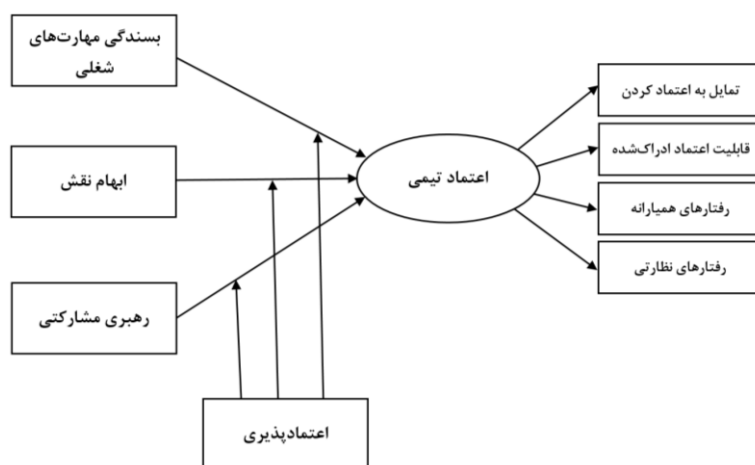 بسندگی مهارت‌های
شغلی
ابهام نقش
رهبری مشارکتی
اعتمادپذیری
اعتماد تیمی
تمایل به اعتماد کردن
قابلیت اعتماد ادراک‌شده
رفتارهای همیارانه
رفتارهای نظارتی